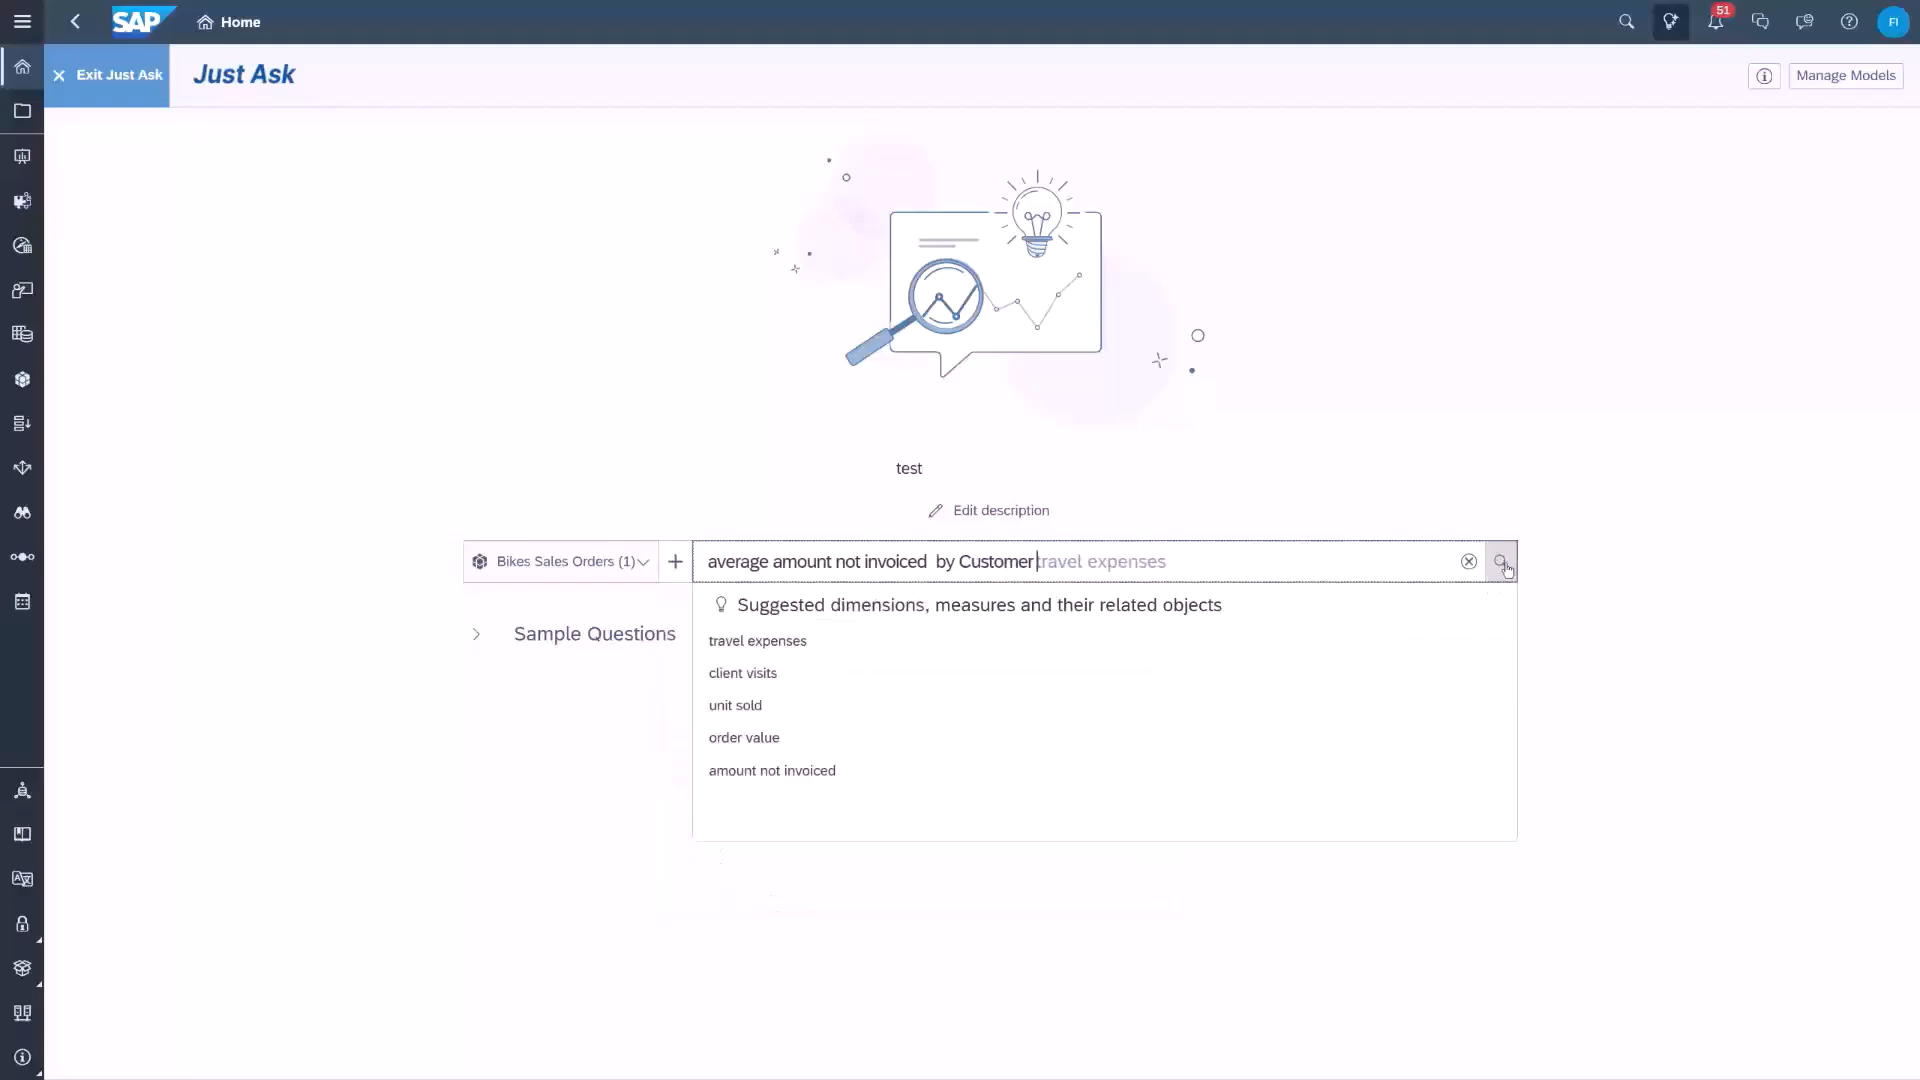 SAP
Home
51
FI
Exit Just Ask
Just Ask
Manage Models
test
Edit description
Bikes Sales Orders (1)
average amount not invoiced by Customer travel expenses
Suggested dimensions, measures and their related objects
Sample Questions
travel expenses
client visits
unit sold
order value
amount not invoiced